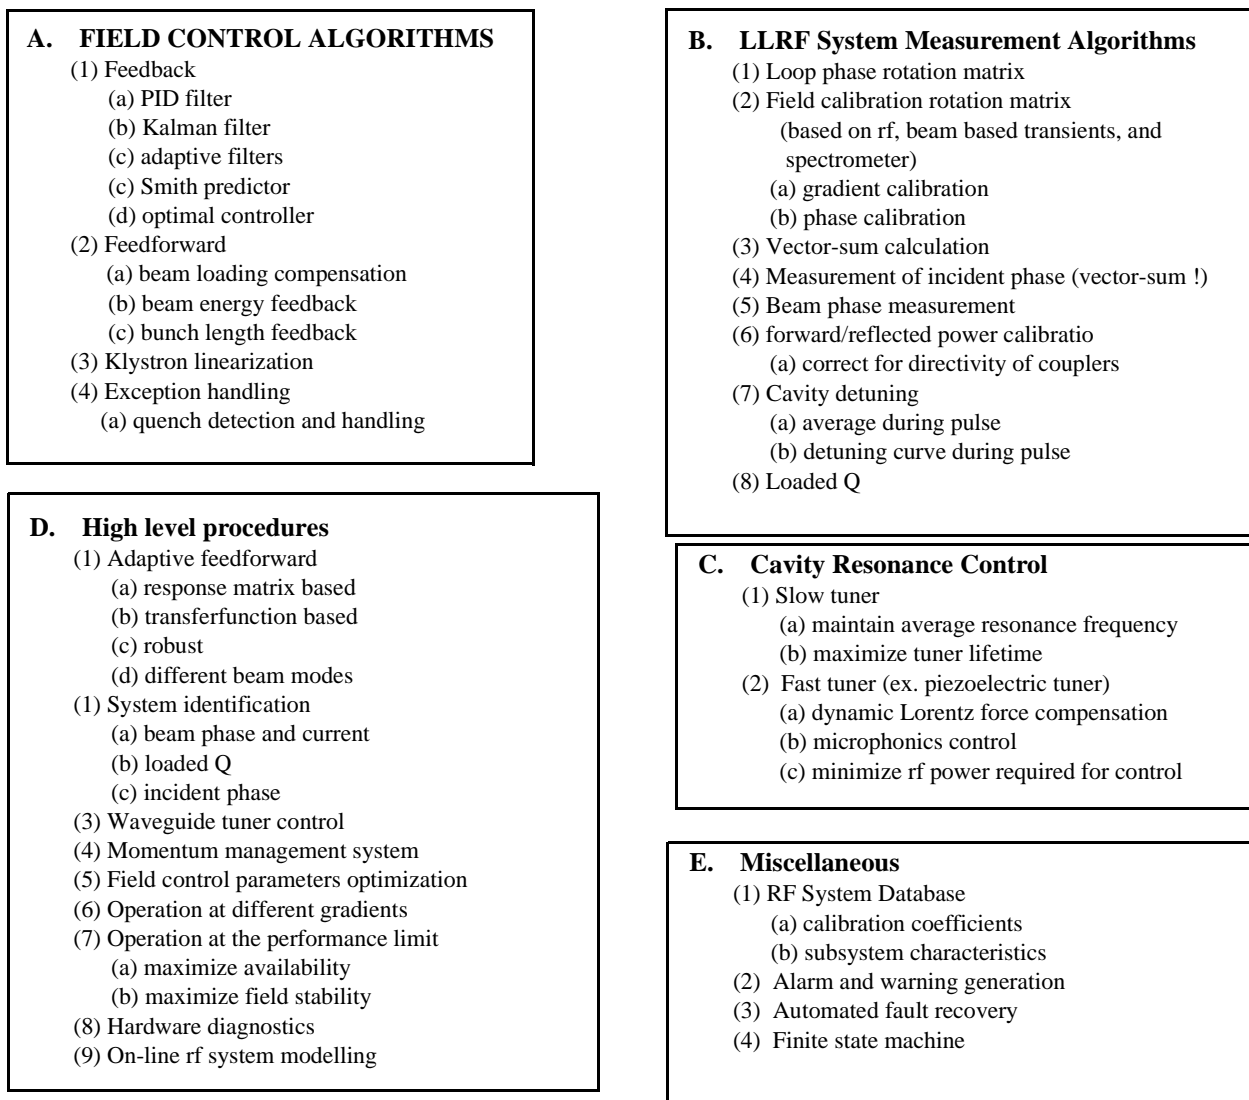 A. FIELD CONTROL ALGORITHMS
(1) Feedback
(a) PID filter
(b) Kalman filter
(c) adaptive filters
(c) Smith predictor
(d) optimal controller
(2) Feedforward
(a) beam loading compensation
(b) beam energy feedback
(c) bunch length feedback
(3) Klystron linearization
(4) Exception handling
(a) quench detection and handling
B. LLRF System Measurement Algorithms
(1) Loop phase rotation matrix
(2) Field calibration rotation matrix
(based on rf, beam based transients, and
spectrometer)
(a) gradient calibration
(b) phase calibration
(3) Vector-sum calculation
(4) Measurement of incident phase (vector-sum !)
(5) Beam phase measurement
(6) forward/reflected power calibratio
(a) correct for directivity of couplers
(7) Cavity detuning
(a) average during pulse
(b) detuning curve during pulse
(8) Loaded Q
C. Cavity Resonance Control
(1) Slow tuner
(a) maintain average resonance frequency
(b) maximize tuner lifetime
(2) Fast tuner (ex. piezoelectric tuner)
(a) dynamic Lorentz force compensation
(b) microphonics control
(c) minimize rf power required for control
D. High level procedures
(1) Adaptive feedforward
(a) response matrix based
(b) transferfunction based
(c) robust
(d) different beam modes
(1) System identification
(a) beam phase and current
(b) loaded Q
(c) incident phase
(3) Waveguide tuner control
(4) Momentum management system
(5) Field control parameters optimization
(6) Operation at different gradients
(7) Operation at the performance limit
(a) maximize availability
(b) maximize field stability
(8) Hardware diagnostics
(9) On-line rf system modelling
E. Miscellaneous
(1) RF System Database
(a) calibration coefficients
(b) subsystem characteristics
(2) Alarm and warning generation
(3) Automated fault recovery
(4) Finite state machine